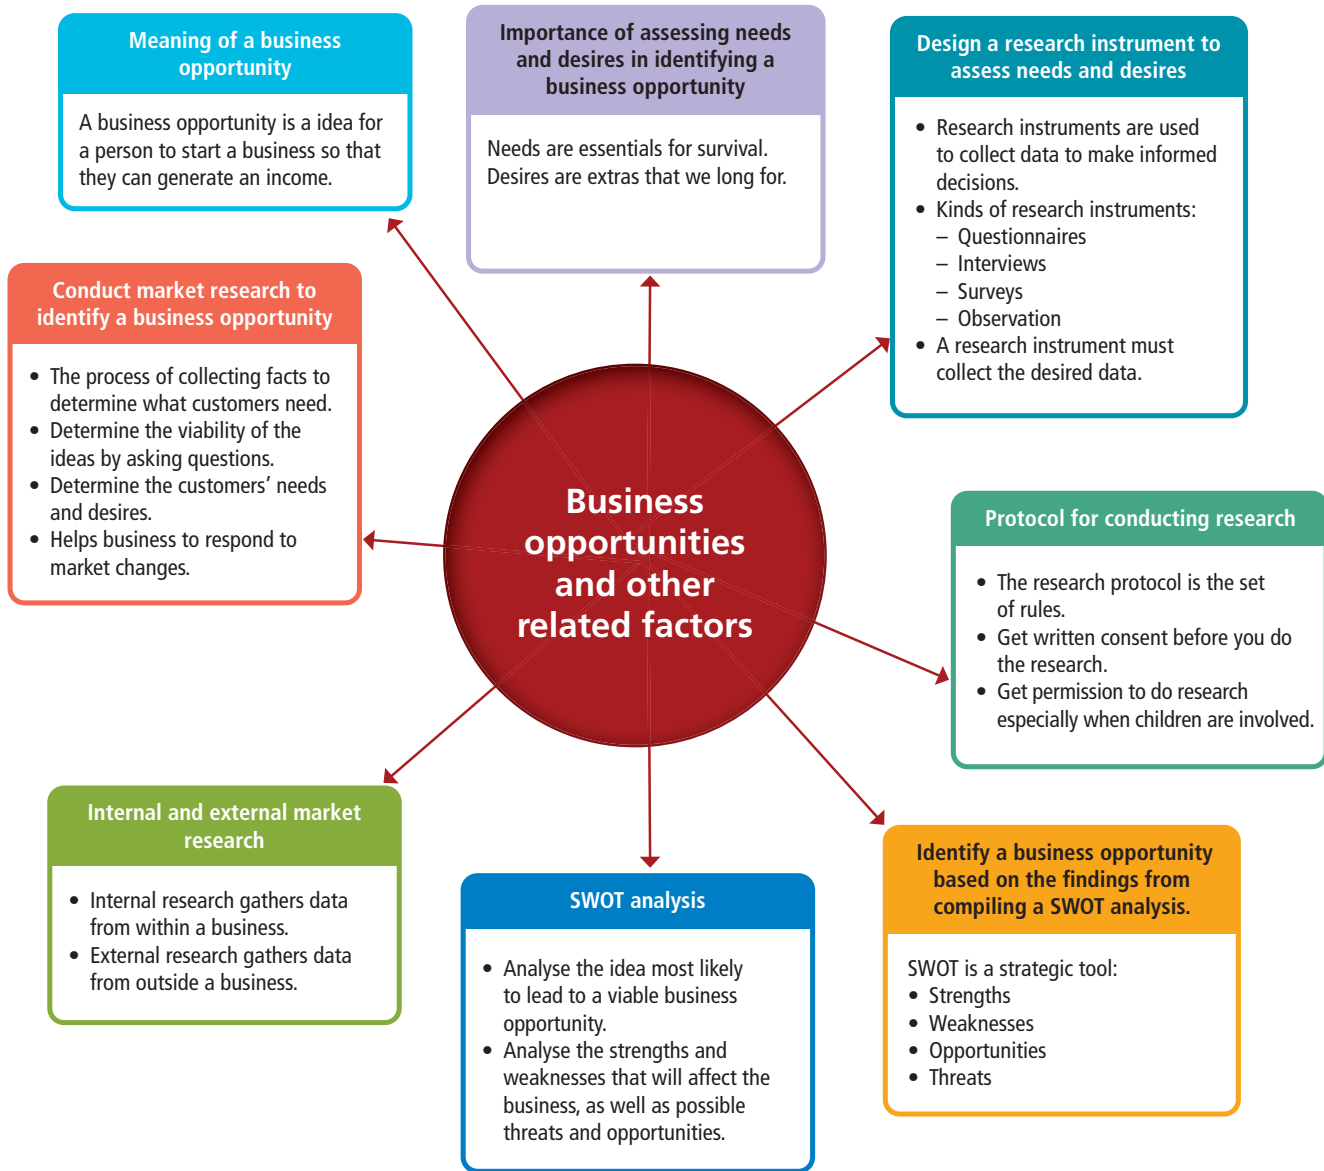 Meaning of a business
opportunity
A business opportunity is a idea for
a person to start a business so that
they can generate an income.
Importance of assessing needs
and desires in identifying a
business opportunity
Needs are essentials for survival.
Desires are extras that we long for.
Design a research instrument to
assess needs and desires
• Research instruments are used
to collect data to make informed
decisions.
• Kinds of research instruments:
– Questionnaires
– Interviews
– Surveys
– Observation
• A research instrument must
collect the desired data.
Conduct market research to
identify a business opportunity
• The process of collecting facts to
determine what customers need.
• Determine the viability of the
ideas by asking questions.
• Determine the customers’ needs
and desires.
• Helps business to respond to
market changes.
Business
opportunities
and other
related factors
Protocol for conducting research
• The research protocol is the set
of rules.
• Get written consent before you do
the research.
• Get permission to do research
especially when children are involved.
Internal and external market
research
• Internal research gathers data
from within a business.
• External research gathers data
from outside a business.
SWOT analysis
• Analyse the idea most likely
to lead to a viable business
opportunity.
• Analyse the strengths and
weaknesses that will affect the
business, as well as possible
threats and opportunities.
Identify a business opportunity
based on the findings from
compiling a SWOT analysis.
SWOT is a strategic tool:
• Strengths
• Weaknesses
• Opportunities
• Threats